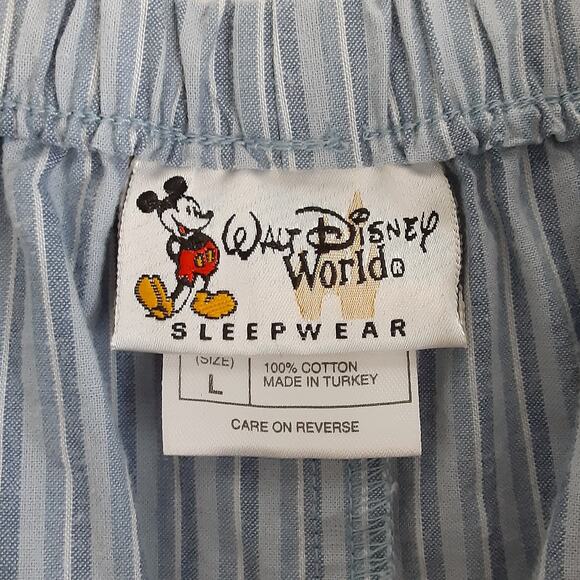 WALT DISNEY
World®
SLEEPWEAR
(SIZE)
L
100% COTTON
MADE IN TURKEY
CARE ON REVERSE